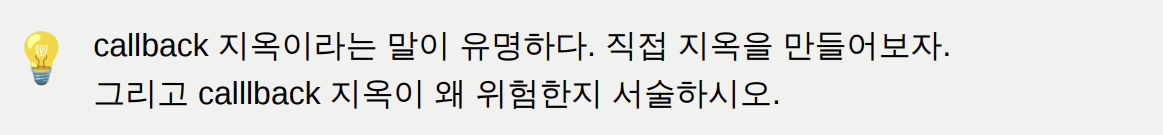 callback 지옥이라는 말이 유명하다. 직접 지옥을 만들어보자.
그리고 calllback 지옥이 왜 위험한지 서술하시오.